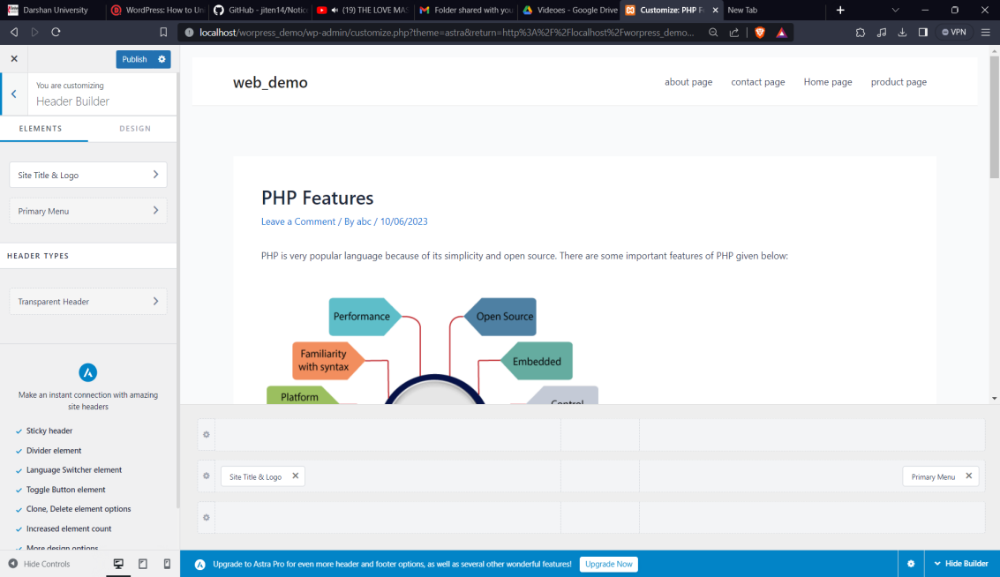 Darshan University
WordPress: How to Un
GitHub - jiten14/Notic
(19) THE LOVE MAS
Folder shared with you
Videoes - Google Drive
Customize: PHP F
New Tab
localhost/worpress_demo/wp-admin/customize.php?theme=astra&return=http%3A%2F%2Flocalhost%2Fworpress_demo...
VPN
Publish
You are customizing
Header Builder
ELEMENTS
DESIGN
Site Title & Logo
Primary Menu
HEADER TYPES
Transparent Header
Make an instant connection with amazing
site headers
Sticky header
Divider element
Language Switcher element
Toggle Button element
Clone, Delete element options
Increased element count
More design options
Hide Controls
web_demo
about page
contact page
Home page
product page
PHP Features
Leave a Comment / By abc / 10/06/2023
PHP is very popular language because of its simplicity and open source. There are some important features of PHP given below:
Performance
Open Source
Familiarity
with syntax
Embedded
Platform
Control
Site Title & Logo
Primary Menu
Upgrade to Astra Pro for even more header and footer options, as well as several other wonderful features!
Upgrade Now
Hide Builder